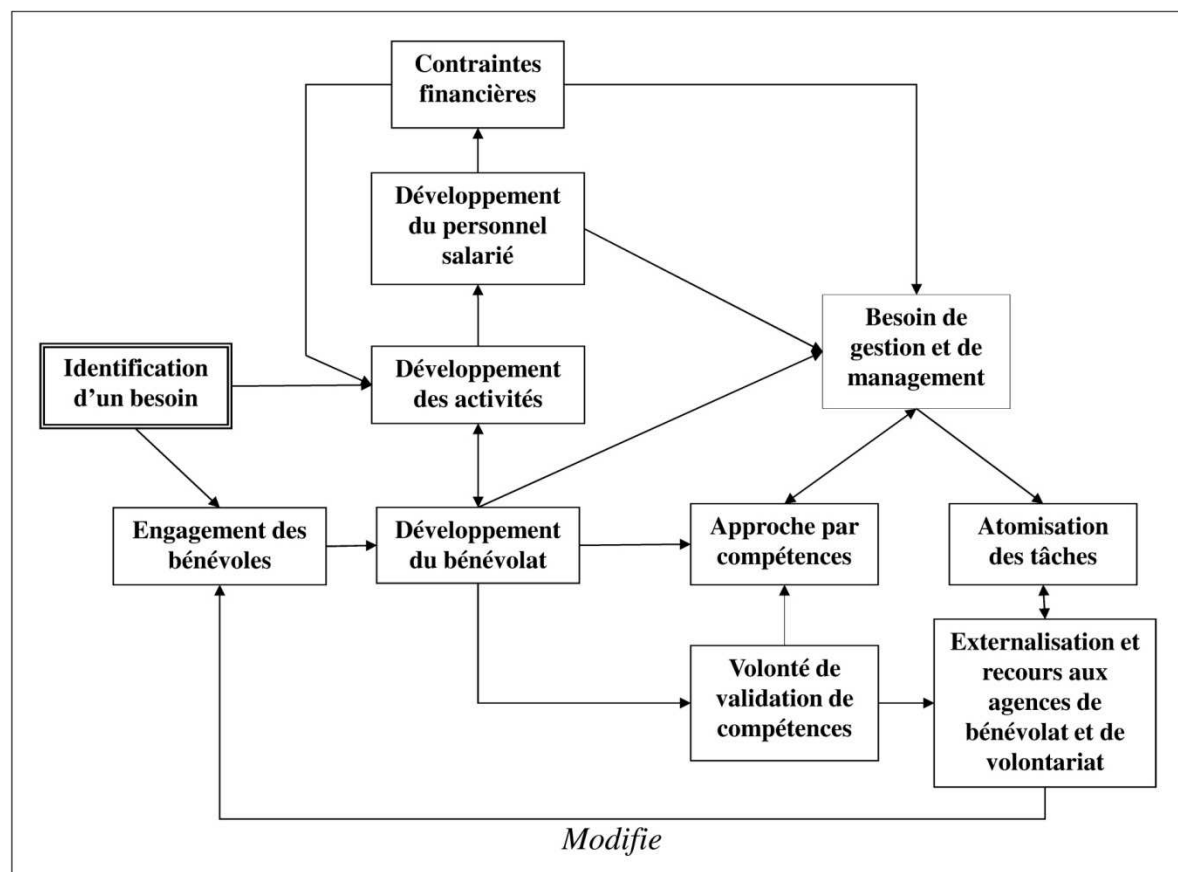 Contraintes
financières
Développement
du personnel
salarié
Besoin de
gestion et de
management
Identification
d'un besoin
Développement
des activités
Engagement des
bénévoles
Développement
du bénévolat
Approche par
compétences
Atomisation
des tâches
Volonté de
validation de
compétences
Externalisation et
recours aux
agences de
bénévolat et de
volontariat
Modifie